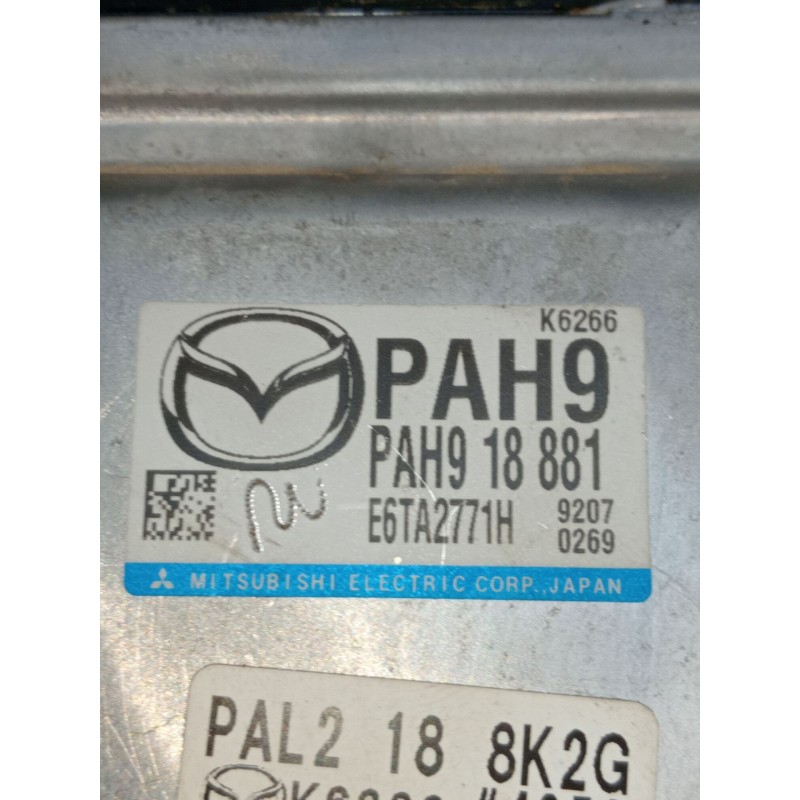 K6266
PAH9
PAH9 18 881
E6TA2771H 9207
0269
MITSUBISHI ELECTRIC CORP., JAPAN
PAL2 18 8K2G